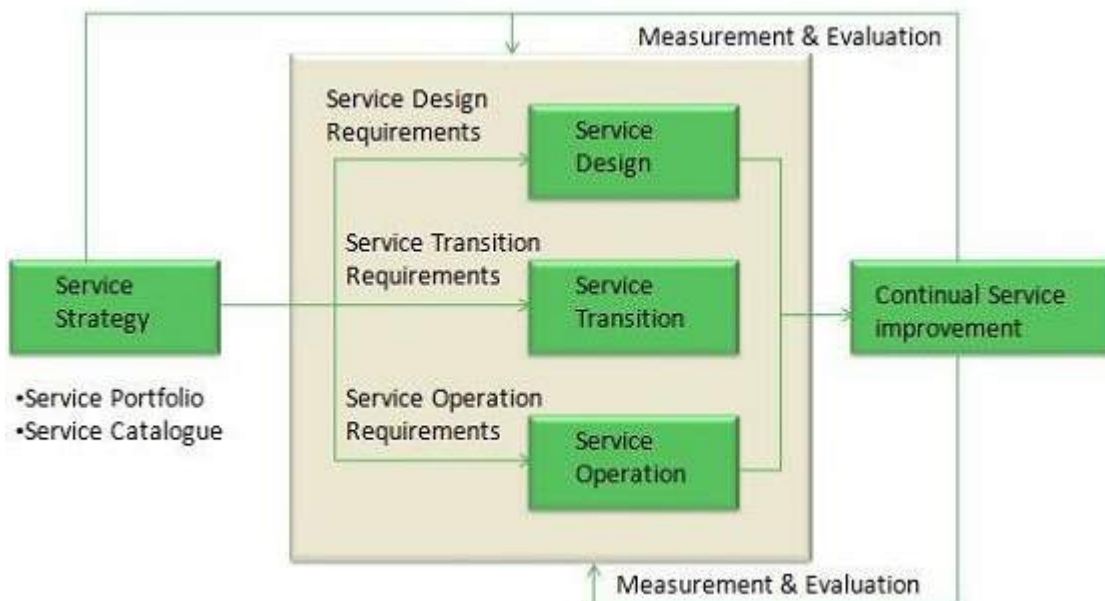 Measurement & Evaluation
Service Design
Requirements
Service
Design
Service Transition
Requirements
Service
Strategy
Service
Transition
Continual Service
improvement
•Service Portfolio
•Service Catalogue
Service Operation
Requirements
Service
Operation
Measurement & Evaluation